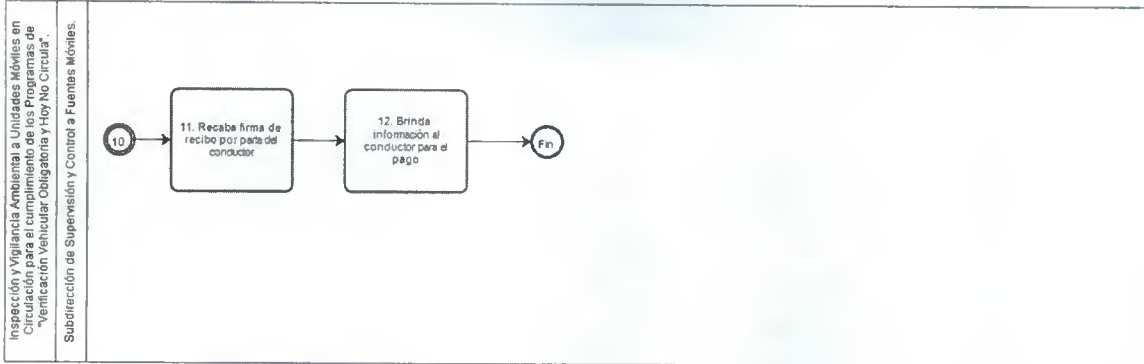 Inspección y Vigilancia Ambiental a Unidades Móviles en
Circulación para el cumplimiento de los Programas de
"Verificación Vehicular Obligatoria y Hoy No Circula".
Subdirección de Supervisión y Control a Fuentes Móviles.
10
11. Recaba firma de
recibo por parte del
conductor
12. Brinda
información al
conductor para el
pago
Fin